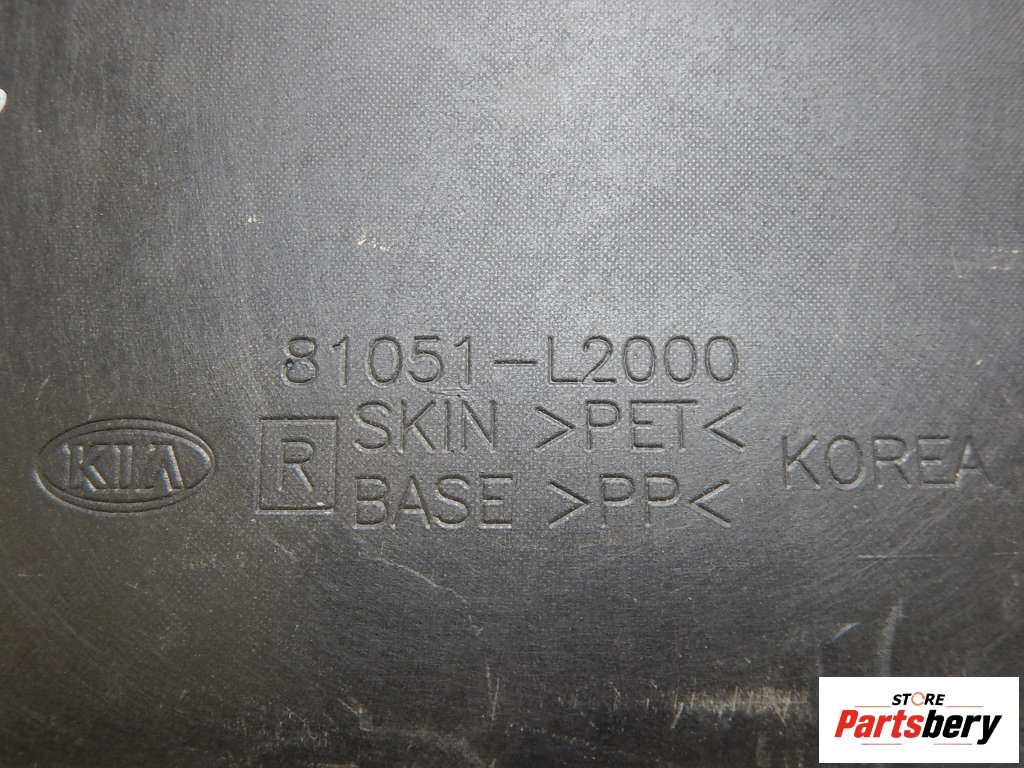 81051-L2000
KIA
R
SKIN >PET<
BASE >PP<
KOREA
STORE
Partsbery